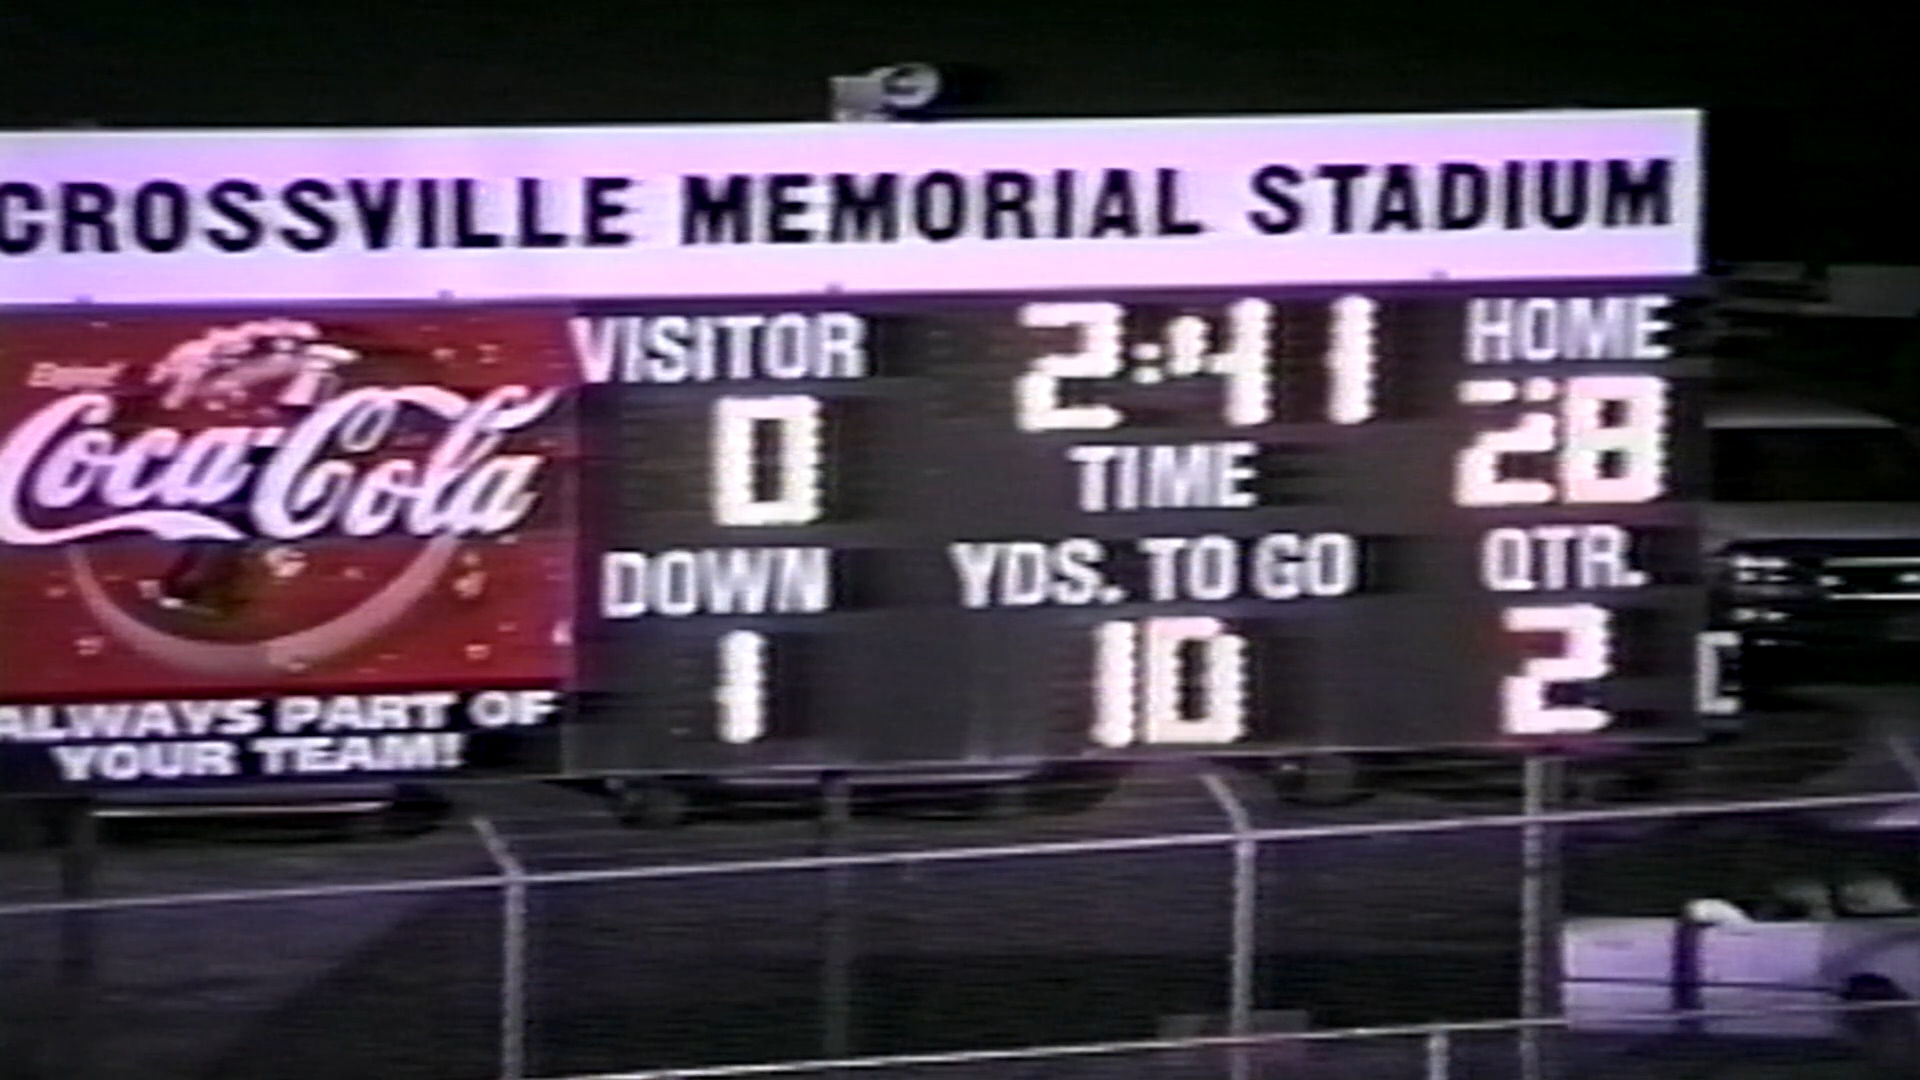 CROSSVILLE MEMORIAL STADIUM
Enjoy
Coca-Cola
ALWAYS PART OF
YOUR TEAM!
VISITOR 2:41 HOME
0 TIME 28
DOWN YDS. TO GO QTR.
1 10 2